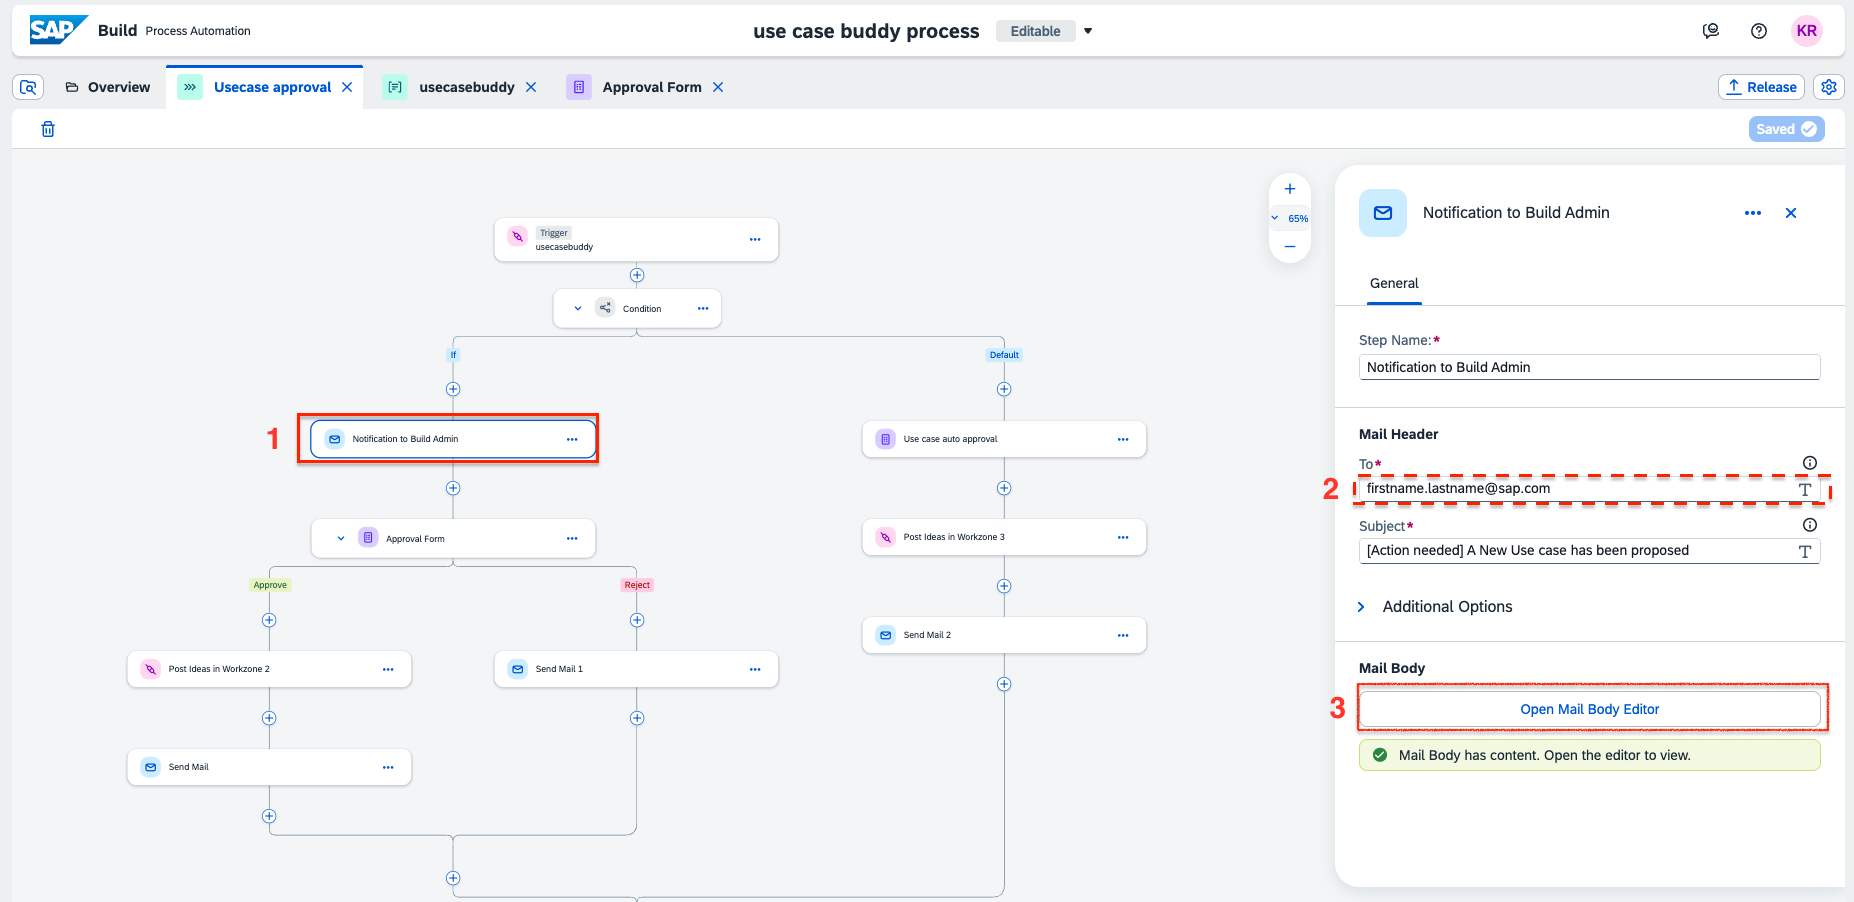 SAP Build Process Automation
use case buddy process Editable
KR
Overview
Usecase approval
usecasebuddy
Approval Form
Release
Saved
65%
Trigger
usecasebuddy
Condition
If
Default
1
Notification to Build Admin
Use case auto approval
Approval Form
Post Ideas in Workzone 3
Approve
Reject
Send Mail 2
Post Ideas in Workzone 2
Send Mail 1
Send Mail
Notification to Build Admin
General
Step Name:*
Notification to Build Admin
Mail Header
To*
2
firstname.lastname@sap.com
Subject*
[Action needed] A New Use case has been proposed
Additional Options
Mail Body
3
Open Mail Body Editor
Mail Body has content. Open the editor to view.